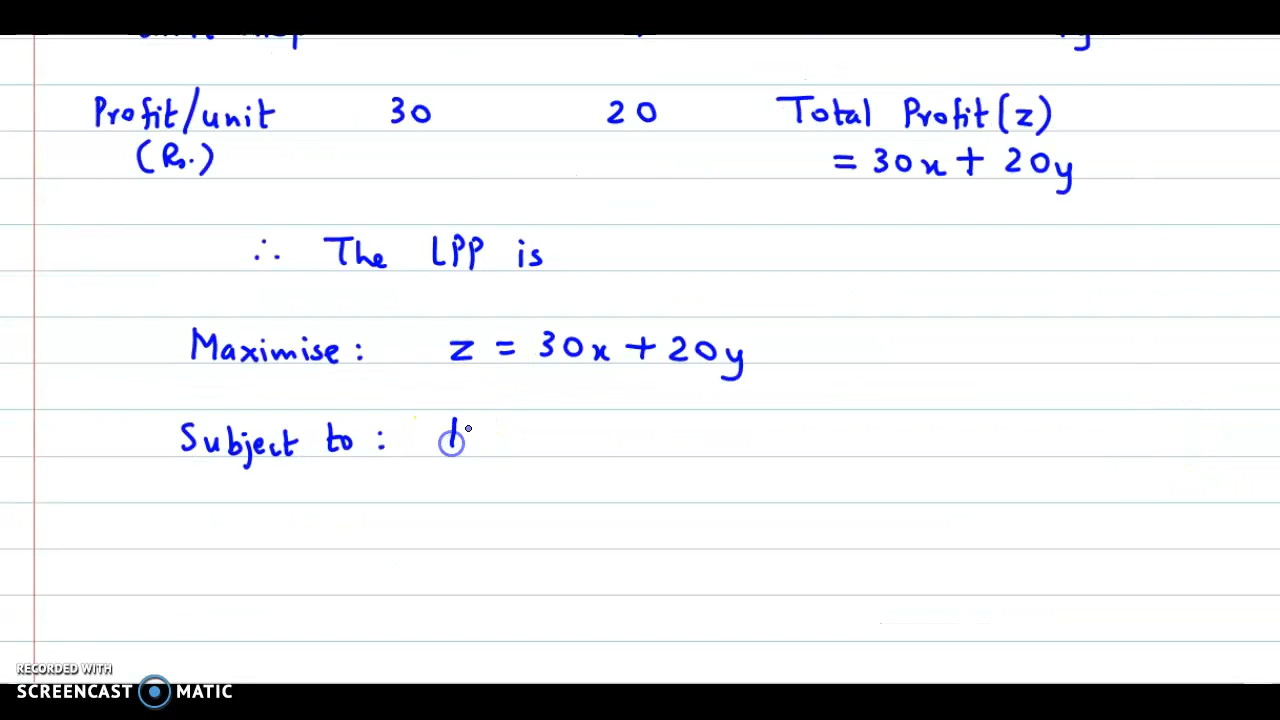 Profit/unit 30 20 Total Profit(z)
(Rs.) = 30x + 20y
∴ The LPP is
Maximise : z = 30x + 20y
Subject to :
RECORDED WITH
SCREENCAST MATIC